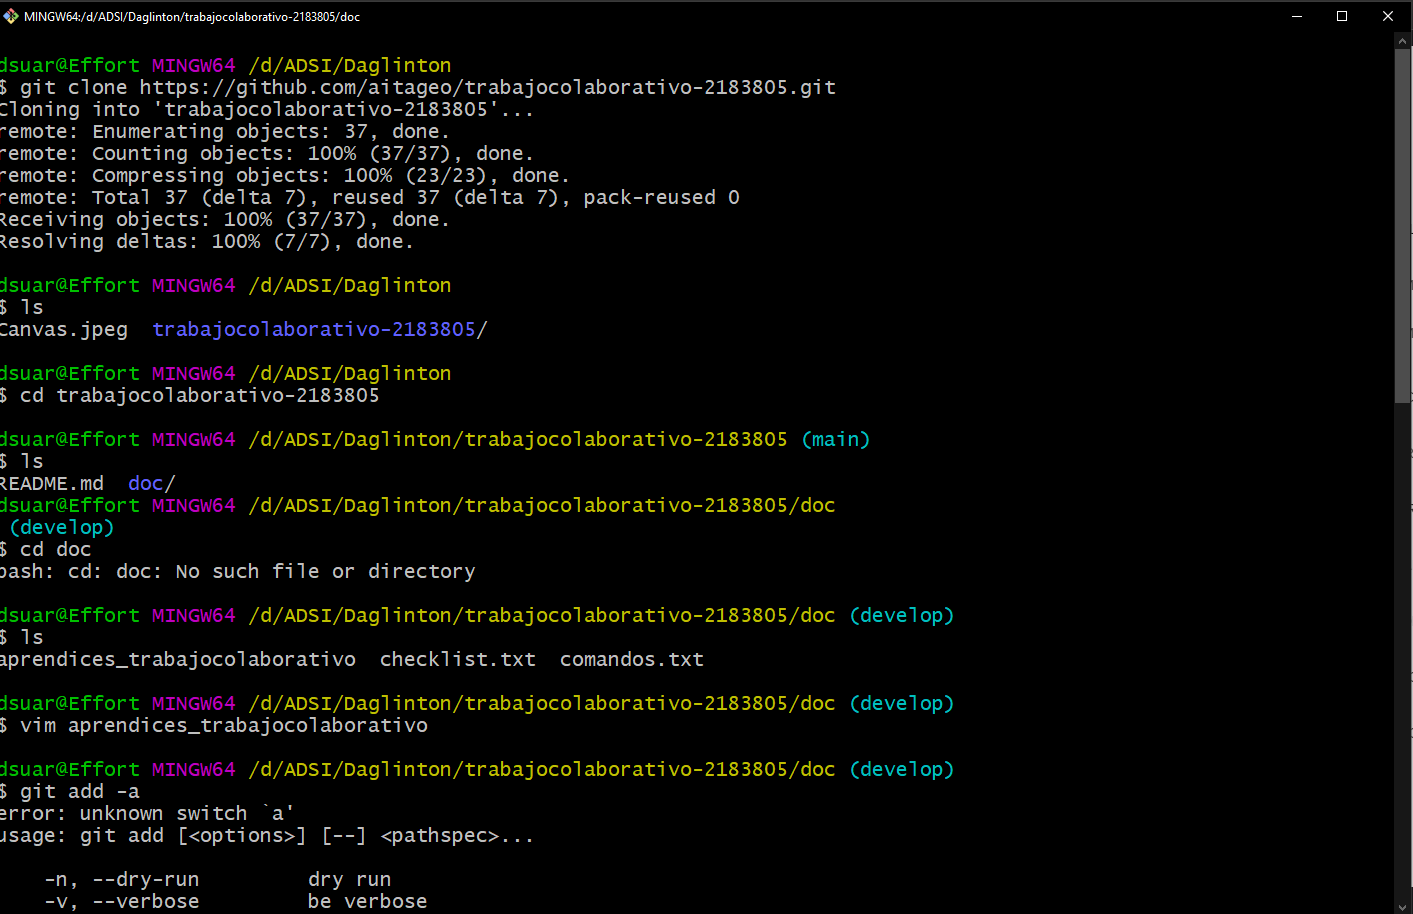 MINGW64:/d/ADSI/Daglinton/trabajocolaborativo-2183805/doc
dsuar@Effort MINGW64 /d/ADSI/Daglinton
$ git clone https://github.com/aitageo/trabajocolaborativo-2183805.git
Cloning into 'trabajocolaborativo-2183805'...
remote: Enumerating objects: 37, done.
remote: Counting objects: 100% (37/37), done.
remote: Compressing objects: 100% (23/23), done.
remote: Total 37 (delta 7), reused 37 (delta 7), pack-reused 0
Receiving objects: 100% (37/37), done.
Resolving deltas: 100% (7/7), done.
dsuar@Effort MINGW64 /d/ADSI/Daglinton
$ ls
Canvas.jpeg  trabajocolaborativo-2183805/
dsuar@Effort MINGW64 /d/ADSI/Daglinton
$ cd trabajocolaborativo-2183805
dsuar@Effort MINGW64 /d/ADSI/Daglinton/trabajocolaborativo-2183805 (main)
$ ls
README.md  doc/
dsuar@Effort MINGW64 /d/ADSI/Daglinton/trabajocolaborativo-2183805/doc
(develop)
$ cd doc
bash: cd: doc: No such file or directory
dsuar@Effort MINGW64 /d/ADSI/Daglinton/trabajocolaborativo-2183805/doc (develop)
$ ls
aprendices_trabajocolaborativo  checklist.txt  comandos.txt
dsuar@Effort MINGW64 /d/ADSI/Daglinton/trabajocolaborativo-2183805/doc (develop)
$ vim aprendices_trabajocolaborativo
dsuar@Effort MINGW64 /d/ADSI/Daglinton/trabajocolaborativo-2183805/doc (develop)
$ git add -a
error: unknown switch `a'
usage: git add [<options>] [--] <pathspec>...
-n, --dry-run         dry run
-v, --verbose         be verbose